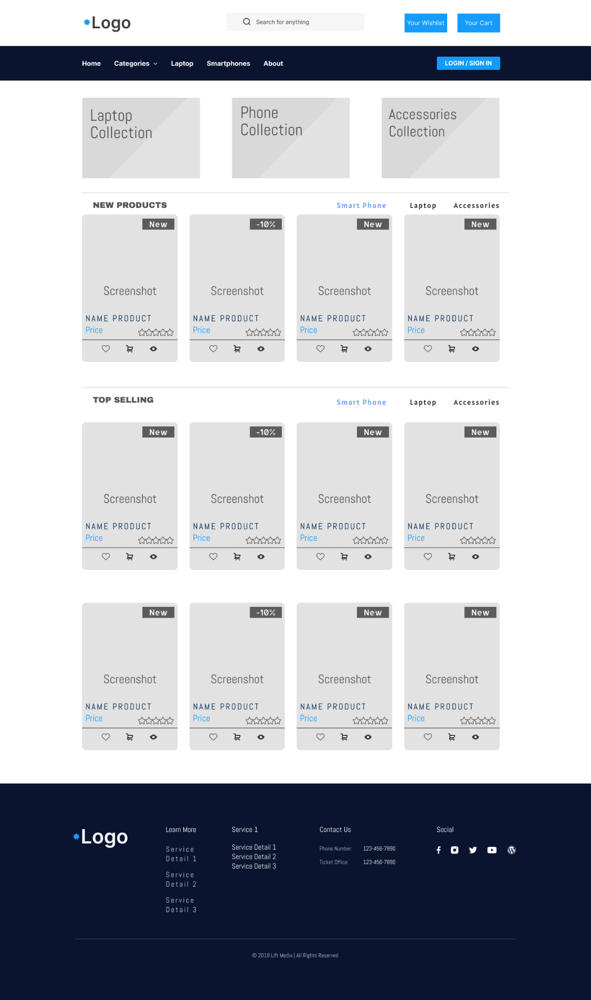 Logo
Search for anything
Your Wishlist
Your Cart
Home Categories Laptop Smartphones About
LOGIN / SIGN IN
Laptop
Collection
Phone
Collection
Accessories
Collection
NEW PRODUCTS
Smart Phone Laptop Accessories
New -10% New New
Screenshot Screenshot Screenshot Screenshot
NAME PRODUCT NAME PRODUCT NAME PRODUCT NAME PRODUCT
Price Price Price Price
TOP SELLING
Smart Phone Laptop Accessories
New -10% New New
Screenshot Screenshot Screenshot Screenshot
NAME PRODUCT NAME PRODUCT NAME PRODUCT NAME PRODUCT
Price Price Price Price
New -10% New New
Screenshot Screenshot Screenshot Screenshot
NAME PRODUCT NAME PRODUCT NAME PRODUCT NAME PRODUCT
Price Price Price Price
Logo
Learn More
Service
Detail 1
Service
Detail 2
Service
Detail 3
Service 1
Service Detail 1
Service Detail 2
Service Detail 3
Contact Us
Phone Number: 123-456-7890
Ticket Office: 123-456-7890
Social
© 2019 Lift Media | All Rights Reserved